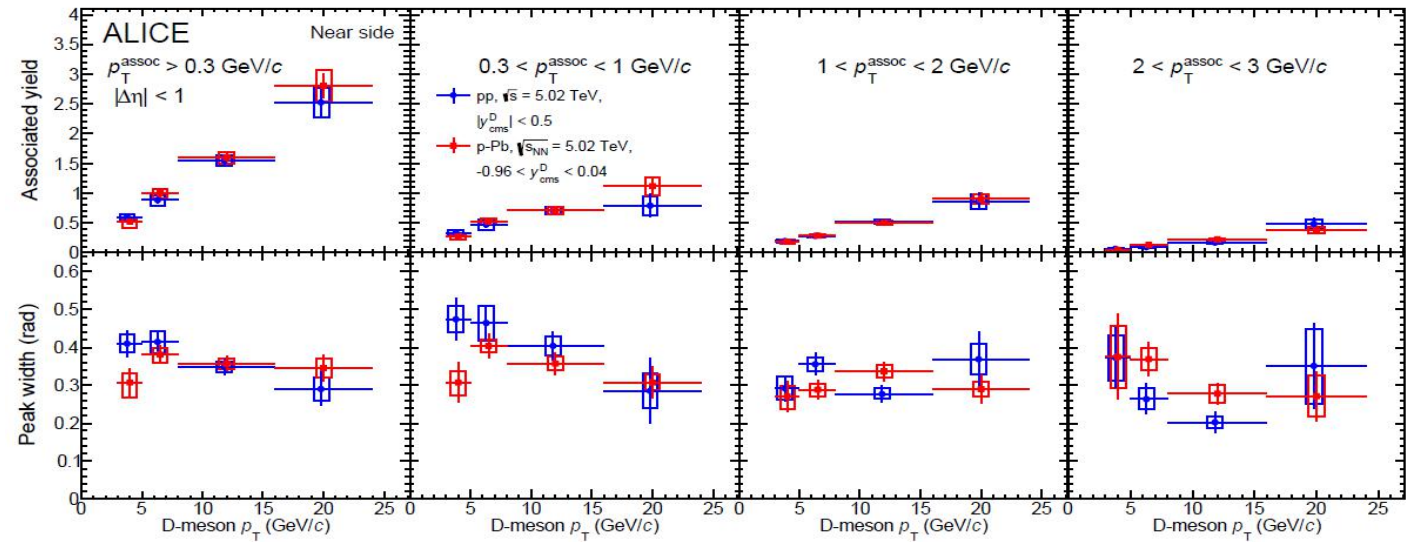 ALICE
Near side
p_T^assoc > 0.3 GeV/c
|Δη| < 1
0.3 < p_T^assoc < 1 GeV/c
pp, √s = 5.02 TeV,
|y^D_cms| < 0.5
p-Pb, √s_NN = 5.02 TeV,
-0.96 < y^D_cms < 0.04
1 < p_T^assoc < 2 GeV/c
2 < p_T^assoc < 3 GeV/c
Associated yield
3.5
3
2.5
2
1.5
1
0.5
0
Peak width (rad)
0.6
0.5
0.4
0.3
0.2
0.1
0
0 5 10 15 20 25
D-meson p_T (GeV/c)
5 10 15 20 25
D-meson p_T (GeV/c)
5 10 15 20 25
D-meson p_T (GeV/c)
5 10 15 20 25
D-meson p_T (GeV/c)